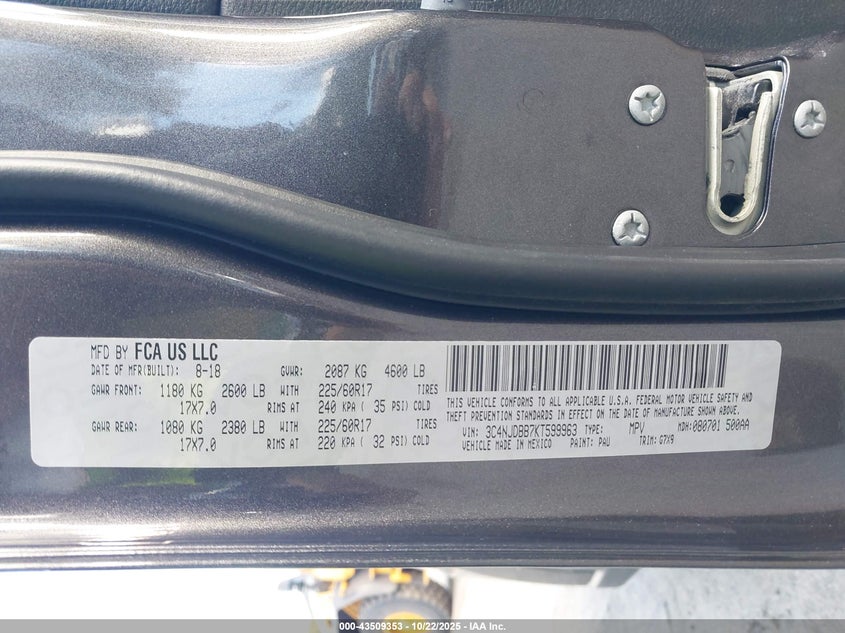 MFD BY FCA US LLC
DATE OF MFR(BUILT): 8-18 GVWR: 2087 KG 4600 LB
GAWR FRONT: 1180 KG 2600 LB WITH 225/60R17 TIRES
17X7.0 RIMS AT 240 KPA ( 35 PSI) COLD
GAWR REAR: 1080 KG 2380 LB WITH 225/60R17 TIRES
17X7.0 RIMS AT 220 KPA ( 32 PSI) COLD
THIS VEHICLE CONFORMS TO ALL APPLICABLE U.S.A. FEDERAL MOTOR VEHICLE SAFETY AND
THEFT PREVENTION STANDARDS IN EFFECT ON THE DATE OF MANUFACTURE SHOWN ABOVE.
VIN: 3C4NJDBB7KT599963 TYPE: MPV MDH:080701 500AA
VEHICLE MADE IN MEXICO PAINT: PAU TRIM: G7X9
000-43509353 - 10/22/2025 - IAA Inc.